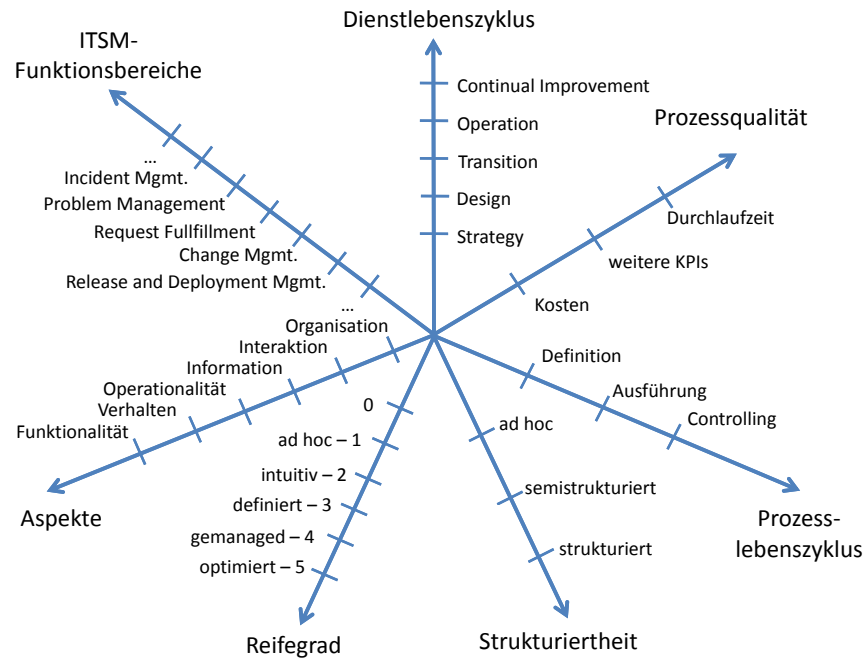 Dienstlebenszyklus
Continual Improvement
Operation
Transition
Design
Strategy
Prozessqualität
Durchlaufzeit
weitere KPIs
Kosten
Definition
Ausführung
Controlling
Prozess-
lebenszyklus
ad hoc
semistrukturiert
strukturiert
Strukturiertheit
0
ad hoc – 1
intuitiv – 2
definiert – 3
gemanaged – 4
optimiert – 5
Reifegrad
Organisation
Interaktion
Information
Operationalität
Verhalten
Funktionalität
Aspekte
ITSM-
Funktionsbereiche
...
Incident Mgmt.
Problem Management
Request Fullfillment
Change Mgmt.
Release and Deployment Mgmt.
...